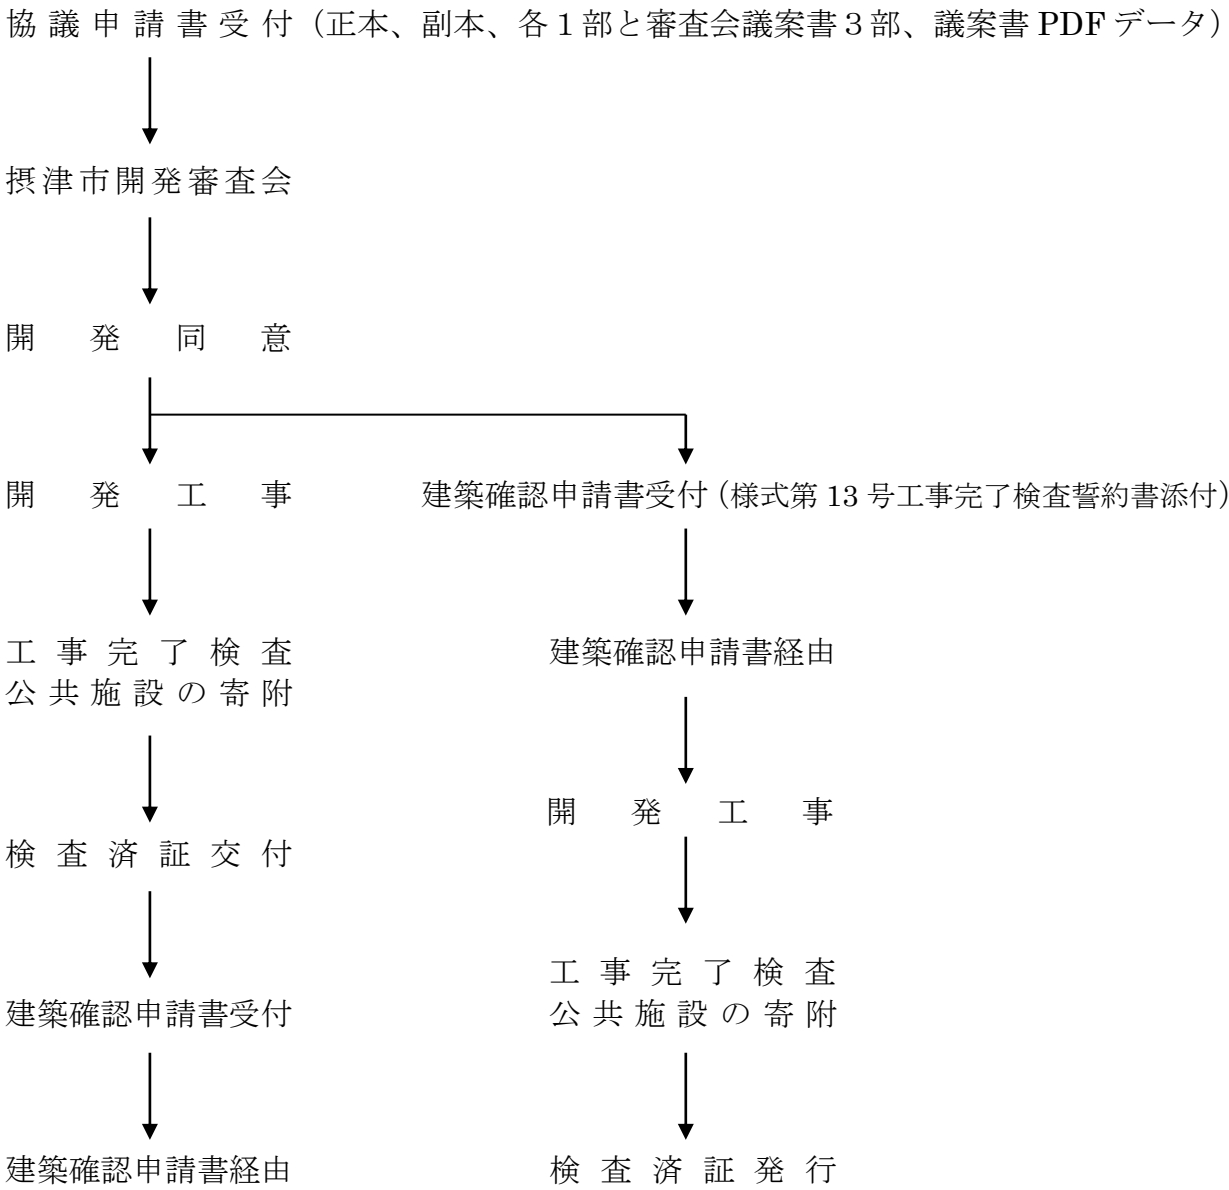 協議申請書受付（正本、副本、各１部と審査会議案書３部、議案書 PDF データ）
摂津市開発審査会
開発同意
開発工事
建築確認申請書受付（様式第 13 号工事完了検査誓約書添付）
工事完了検査
公共施設の寄附
建築確認申請書経由
開発工事
検査済証交付
工事完了検査
公共施設の寄附
建築確認申請書受付
建築確認申請書経由
検査済証発行